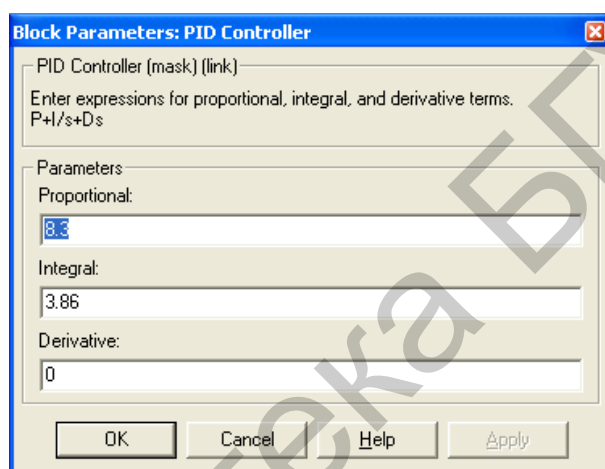 Block Parameters: PID Controller
PID Controller (mask) (link)
Enter expressions for proportional, integral, and derivative terms.
P+I/s+Ds
Parameters
Proportional:
8.3
Integral:
3.86
Derivative:
0
OK Cancel Help Apply